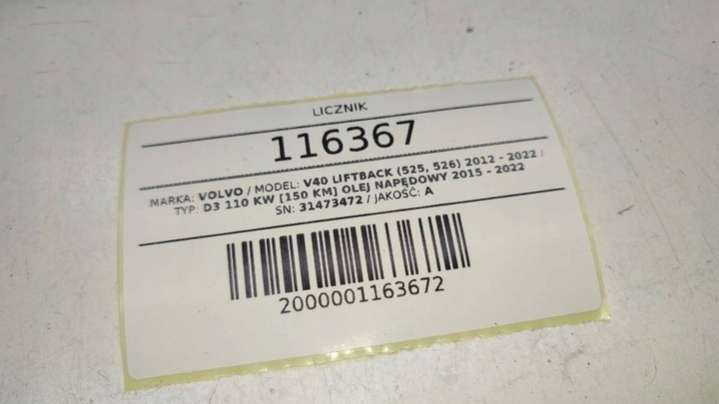 LICZNIK
116367
MARKA: VOLVO / MODEL: V40 LIFTBACK (525, 526) 2012 - 2022 /
TYP: D3 110 KW [150 KM] OLEJ NAPĘDOWY 2015 - 2022
SN: 31473472 / JAKOŚĆ: A
2000001163672